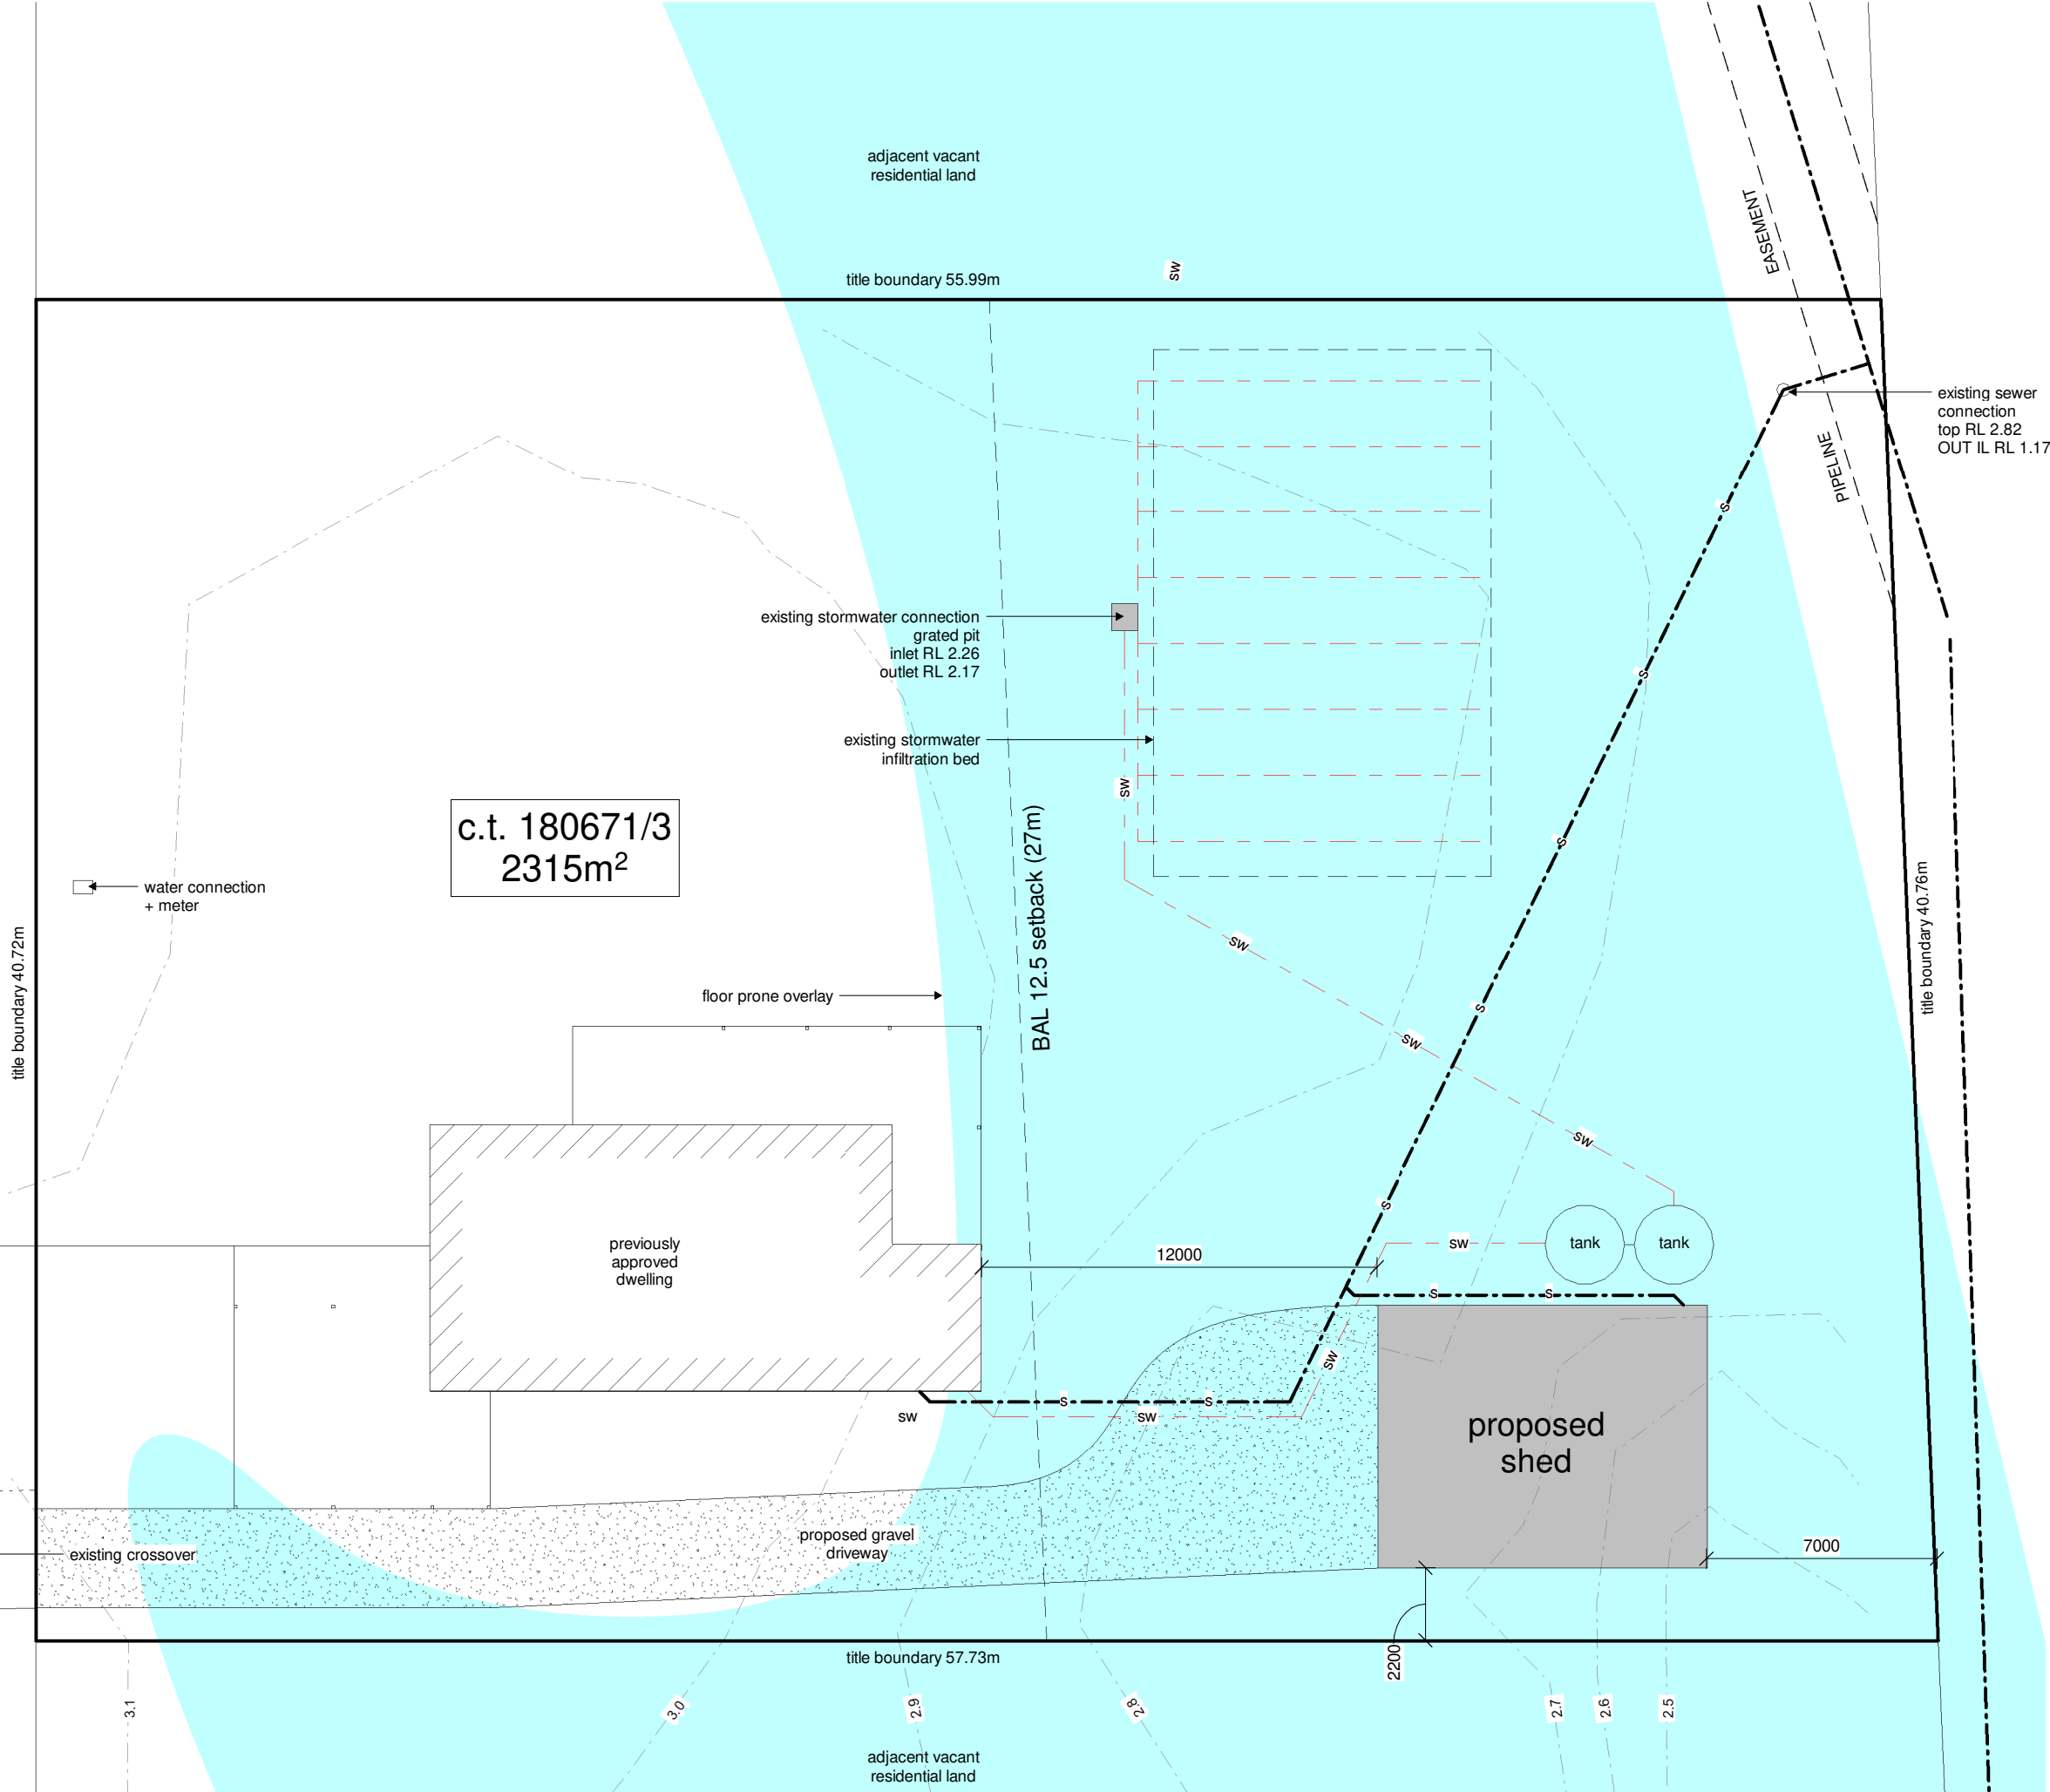 adjacent vacant
residential land
EASEMENT
sw
title boundary 55.99m
existing sewer
connection
top RL 2.82
OUT IL RL 1.17
PIPELINE
s
existing stormwater connection
grated pit
inlet RL 2.26
outlet RL 2.17
s
existing stormwater
infiltration bed
sw
c.t. 180671/3
2315m²
BAL 12.5 setback (27m)
s
water connection
+ meter
title boundary 40.72m
title boundary 40.76m
sw
floor prone overlay
s
sw
sw
s
previously
approved
dwelling
12000
sw
tank
tank
s
s
sw
s
s
sw
sw
proposed
shed
proposed gravel
driveway
existing crossover
7000
2200
title boundary 57.73m
3.1
3.0
2.9
2.8
2.7
2.6
2.5
adjacent vacant
residential land